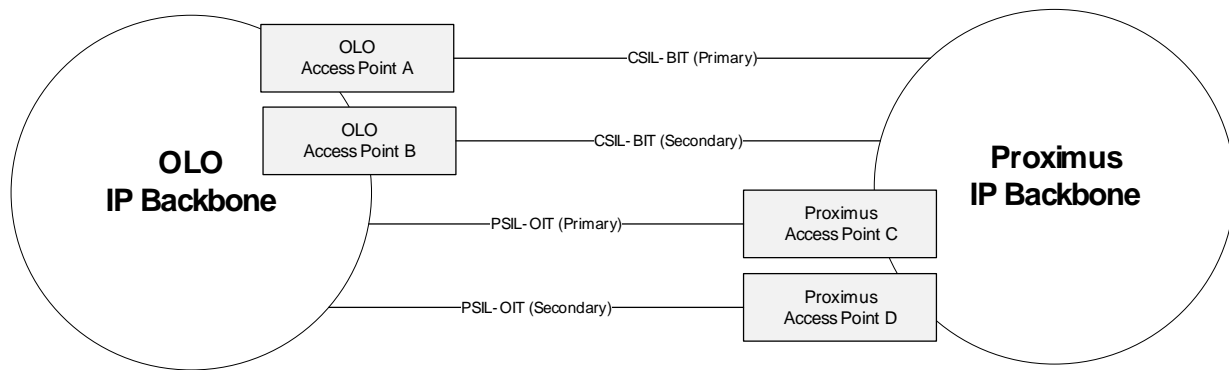 OLO
Access Point A
CSIL-BIT (Primary)
OLO
Access Point B
CSIL-BIT (Secondary)
OLO
IP Backbone
Proximus
IP Backbone
PSIL-OIT (Primary)
Proximus
Access Point C
PSIL-OIT (Secondary)
Proximus
Access Point D